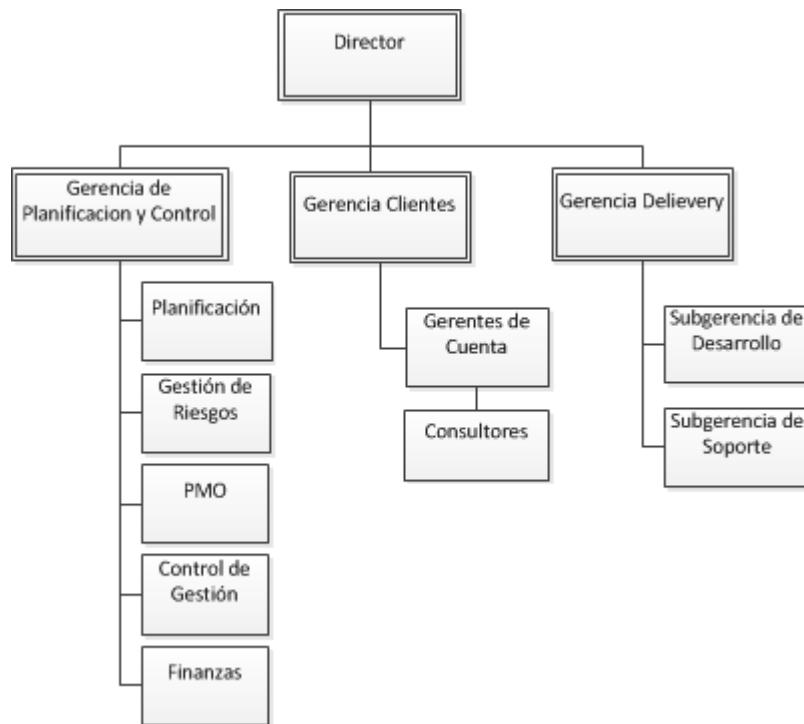 Director
Gerencia de
Planificacion y Control
Gerencia Clientes
Gerencia Delievery
Planificación
Gestión de
Riesgos
PMO
Control de
Gestión
Finanzas
Gerentes de
Cuenta
Consultores
Subgerencia de
Desarrollo
Subgerencia de
Soporte